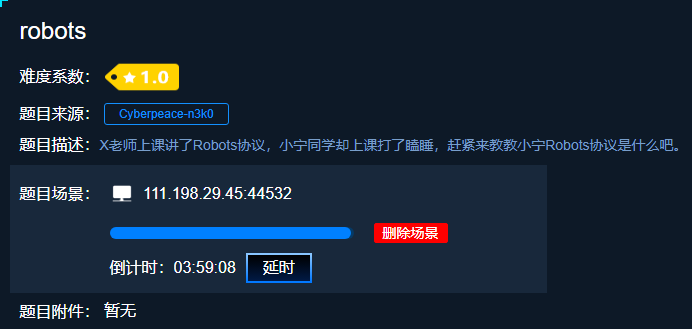 robots
难度系数： 1.0
题目来源： Cyberpeace-n3k0
题目描述：X老师上课讲了Robots协议，小宁同学却上课打了瞌睡，赶紧来教教小宁Robots协议是什么吧。
题目场景： 111.198.29.45:44532
删除场景
倒计时：03:59:08 延时
题目附件： 暂无